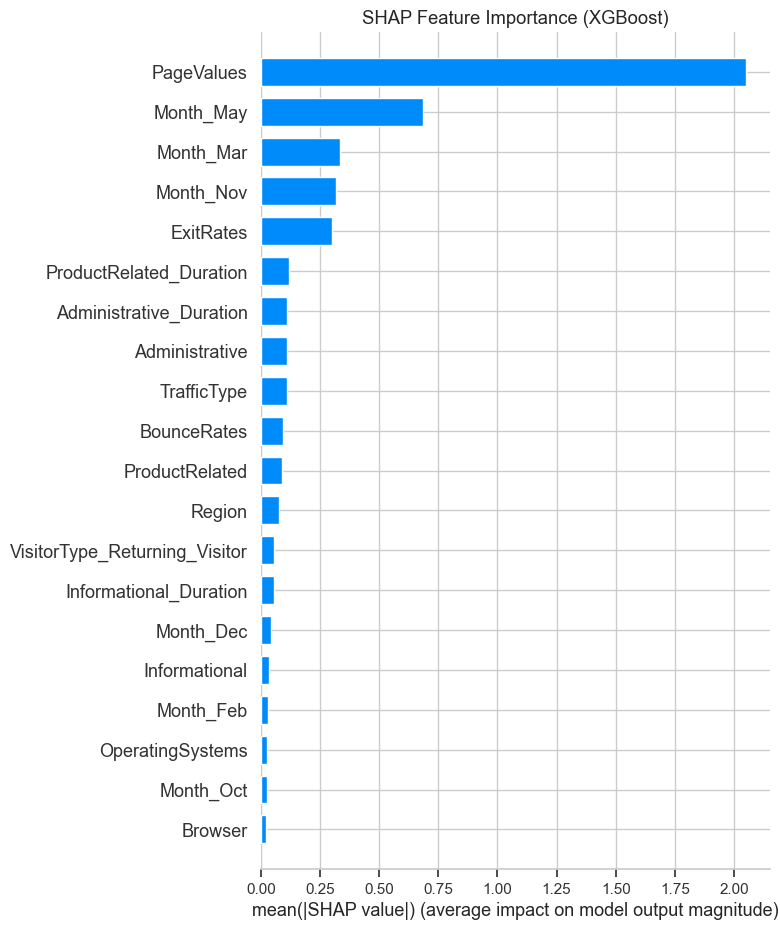 SHAP Feature Importance (XGBoost)
PageValues
Month_May
Month_Mar
Month_Nov
ExitRates
ProductRelated_Duration
Administrative_Duration
Administrative
TrafficType
BounceRates
ProductRelated
Region
VisitorType_Returning_Visitor
Informational_Duration
Month_Dec
Informational
Month_Feb
OperatingSystems
Month_Oct
Browser
0.00 0.25 0.50 0.75 1.00 1.25 1.50 1.75 2.00
mean(|SHAP value|) (average impact on model output magnitude)